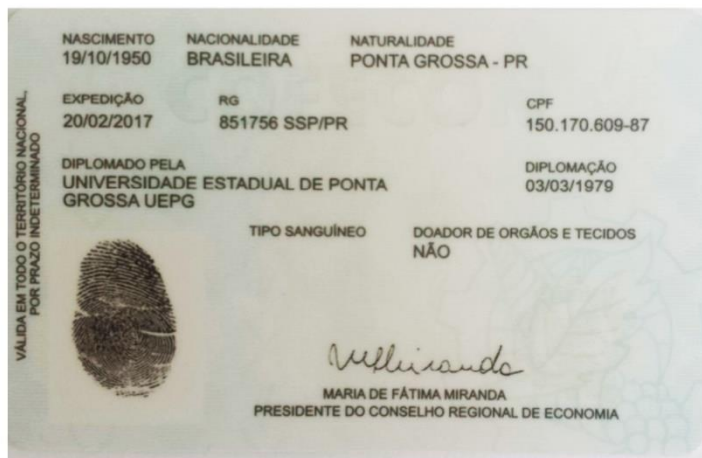 NASCIMENTO NACIONALIDADE NATURALIDADE
19/10/1950 BRASILEIRA PONTA GROSSA - PR
EXPEDIÇÃO RG CPF
20/02/2017 851756 SSP/PR 150.170.609-87
DIPLOMADO PELA DIPLOMAÇÃO
UNIVERSIDADE ESTADUAL DE PONTA 03/03/1979
GROSSA UEPG
TIPO SANGUÍNEO DOADOR DE ORGÃOS E TECIDOS
NÃO
VÁLIDA EM TODO O TERRITÓRIO NACIONAL,
POR PRAZO INDETERMINADO
MARIA DE FÁTIMA MIRANDA
PRESIDENTE DO CONSELHO REGIONAL DE ECONOMIA